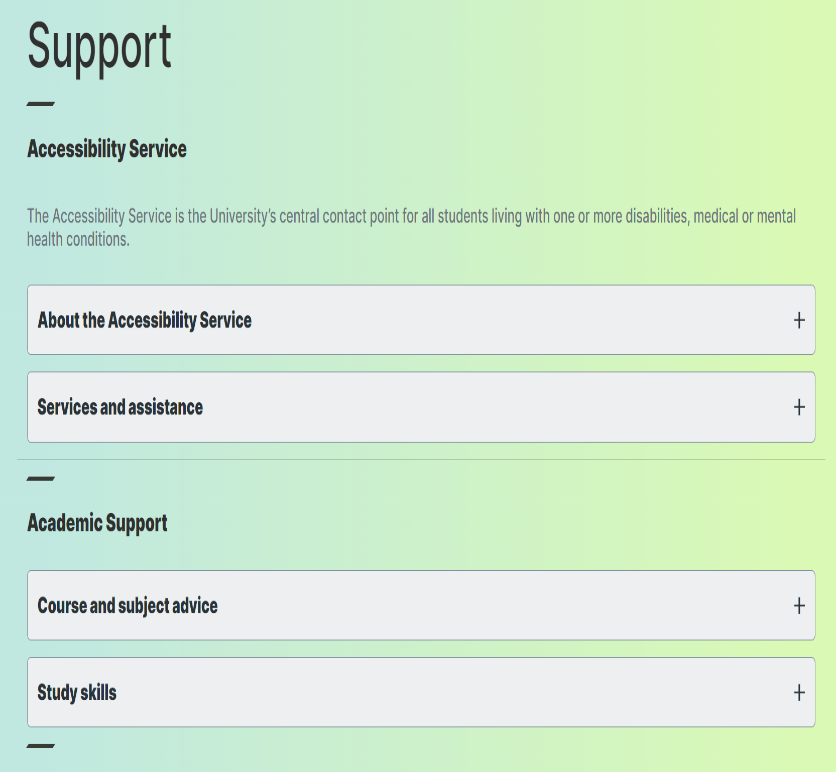 Support
Accessibility Service
The Accessibility Service is the University's central contact point for all students living with one or more disabilities, medical or mental
health conditions.
About the Accessibility Service +
Services and assistance +
Academic Support
Course and subject advice +
Study skills +